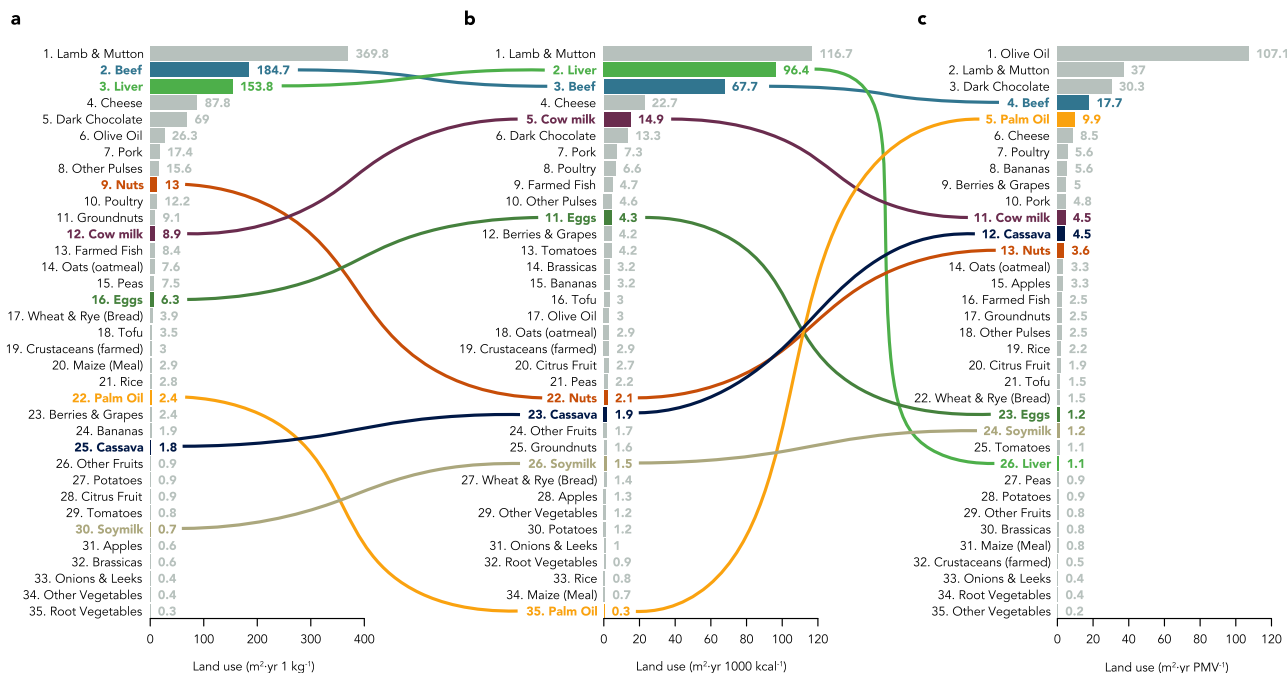 a
1. Lamb & Mutton 369.8
2. Beef 184.7
3. Liver 153.8
4. Cheese 87.8
5. Dark Chocolate 69
6. Olive Oil 26.3
7. Pork 17.4
8. Other Pulses 15.6
9. Nuts 13
10. Poultry 12.2
11. Groundnuts 9.1
12. Cow milk 8.9
13. Farmed Fish 8.4
14. Oats (oatmeal) 7.6
15. Peas 7.5
16. Eggs 6.3
17. Wheat & Rye (Bread) 3.9
18. Tofu 3.5
19. Crustaceans (farmed) 3
20. Maize (Meal) 2.9
21. Rice 2.8
22. Palm Oil 2.4
23. Berries & Grapes 2.4
24. Bananas 1.9
25. Cassava 1.8
26. Other Fruits 0.9
27. Potatoes 0.9
28. Citrus Fruit 0.9
29. Tomatoes 0.8
30. Soymilk 0.7
31. Apples 0.6
32. Brassicas 0.6
33. Onions & Leeks 0.4
34. Other Vegetables 0.4
35. Root Vegetables 0.3
0 100 200 300 400
Land use (m²·yr 1 kg⁻¹)
b
1. Lamb & Mutton 116.7
2. Liver 96.4
3. Beef 67.7
4. Cheese 22.7
5. Cow milk 14.9
6. Dark Chocolate 13.3
7. Pork 7.3
8. Poultry 6.6
9. Farmed Fish 4.7
10. Other Pulses 4.6
11. Eggs 4.3
12. Berries & Grapes 4.2
13. Tomatoes 4.2
14. Brassicas 3.2
15. Bananas 3.2
16. Tofu 3
17. Olive Oil 3
18. Oats (oatmeal) 2.9
19. Crustaceans (farmed) 2.9
20. Citrus Fruit 2.7
21. Peas 2.2
22. Nuts 2.1
23. Cassava 1.9
24. Other Fruits 1.7
25. Groundnuts 1.6
26. Soymilk 1.5
27. Wheat & Rye (Bread) 1.4
28. Apples 1.3
29. Other Vegetables 1.2
30. Potatoes 1.2
31. Onions & Leeks 1
32. Root Vegetables 0.9
33. Rice 0.8
34. Maize (Meal) 0.7
35. Palm Oil 0.3
0 20 40 60 80 100 120
Land use (m²·yr 1000 kcal⁻¹)
c
1. Olive Oil 107.1
2. Lamb & Mutton 37
3. Dark Chocolate 30.3
4. Beef 17.7
5. Palm Oil 9.9
6. Cheese 8.5
7. Poultry 5.6
8. Bananas 5.6
9. Berries & Grapes 5
10. Pork 4.8
11. Cow milk 4.5
12. Cassava 4.5
13. Nuts 3.6
14. Oats (oatmeal) 3.3
15. Apples 3.3
16. Farmed Fish 2.5
17. Groundnuts 2.5
18. Other Pulses 2.5
19. Rice 2.2
20. Citrus Fruit 1.9
21. Tofu 1.5
22. Wheat & Rye (Bread) 1.5
23. Eggs 1.2
24. Soymilk 1.2
25. Tomatoes 1.1
26. Liver 1.1
27. Peas 0.9
28. Potatoes 0.9
29. Other Fruits 0.8
30. Brassicas 0.8
31. Maize (Meal) 0.8
32. Crustaceans (farmed) 0.5
33. Onions & Leeks 0.4
34. Root Vegetables 0.4
35. Other Vegetables 0.2
0 20 40 60 80 100 120
Land use (m²·yr PMV⁻¹)